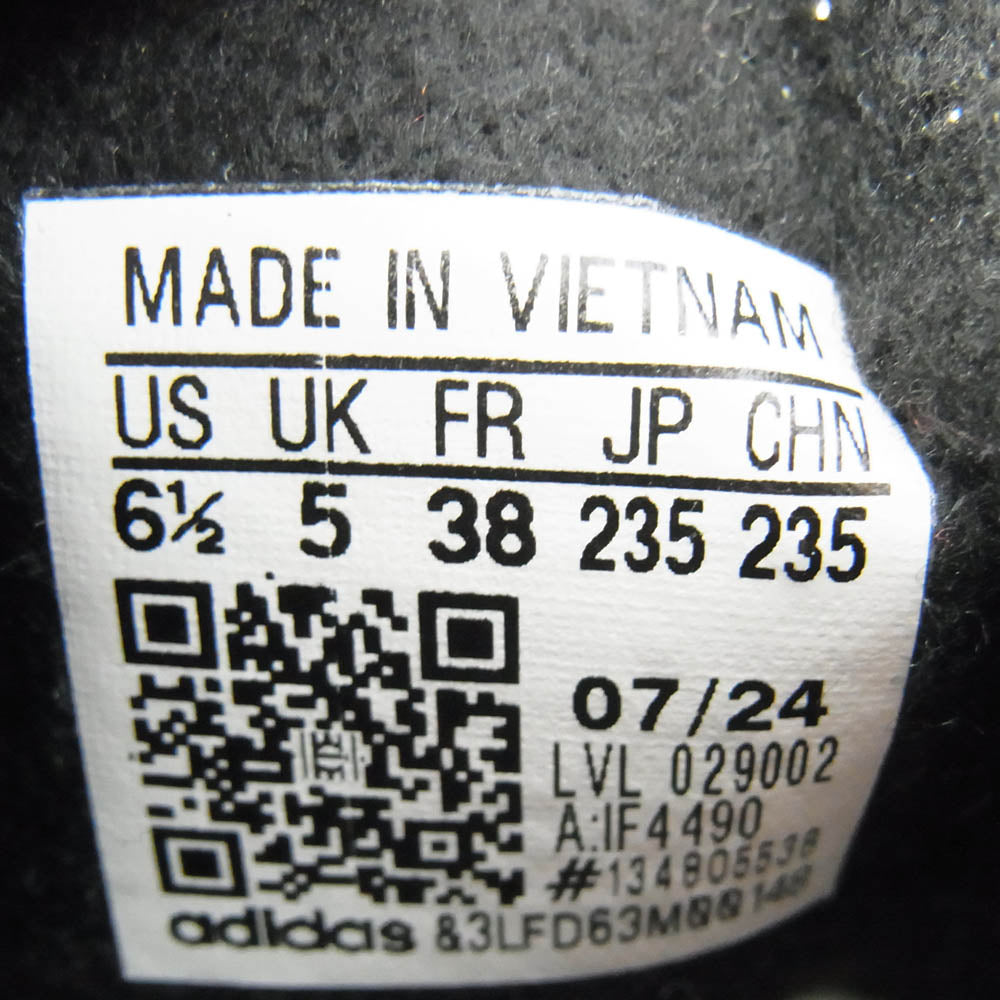 MADE IN VIETNAM
US UK FR JP CHN
6½ 5 38 235 235
07/24
LVL 029002
A:IF4490
#134805538
adidas